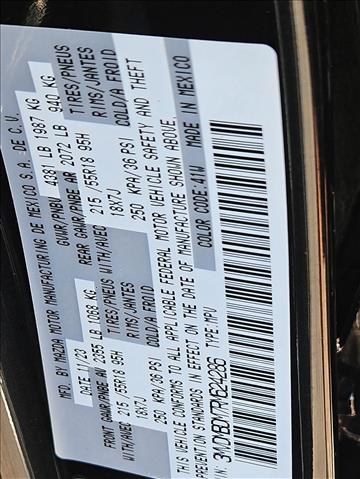 MFD. BY MAZDA MOTOR MANUFACTURING DE MEXICO S.A. DE C.V.
DATE 11/23 GVWR/PNBV 4381 LB 1987 KG
FRONT GAWR/PNBE AV 2355 LB 1068 KG REAR GAWR/PNBE AR 2072 LB 940 KG
WITH/AVEC TIRES/PNEUS WITH/AVEC TIRES/PNEUS
215 /55R18 95H RIMS/JANTES 215 /55R18 95H RIMS/JANTES
18X7J COLD/A FROID 18X7J COLD/A FROID
250 KPA/36 PSI 250 KPA/36 PSI
THIS VEHICLE CONFORMS TO ALL APPLICABLE FEDERAL MOTOR VEHICLE SAFETY AND THEFT
PREVENTION STANDARDS IN EFFECT ON THE DATE OF MANUFACTURE SHOWN ABOVE.
TYPE:MPV COLOR CODE:41W MADE IN MEXICO